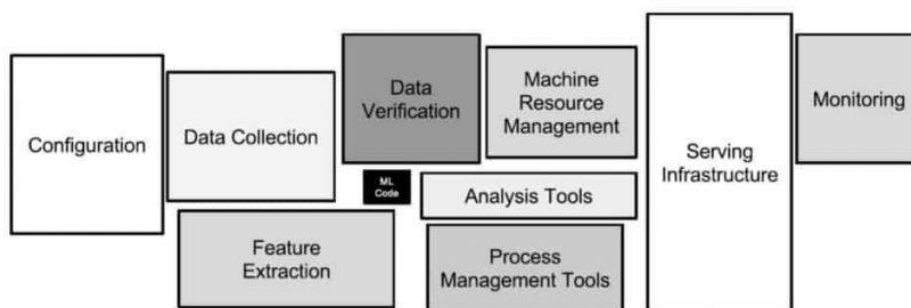 Configuration
Data Collection
Data
Verification
Machine
Resource
Management
Serving
Infrastructure
Monitoring
ML
Code
Analysis Tools
Feature
Extraction
Process
Management Tools